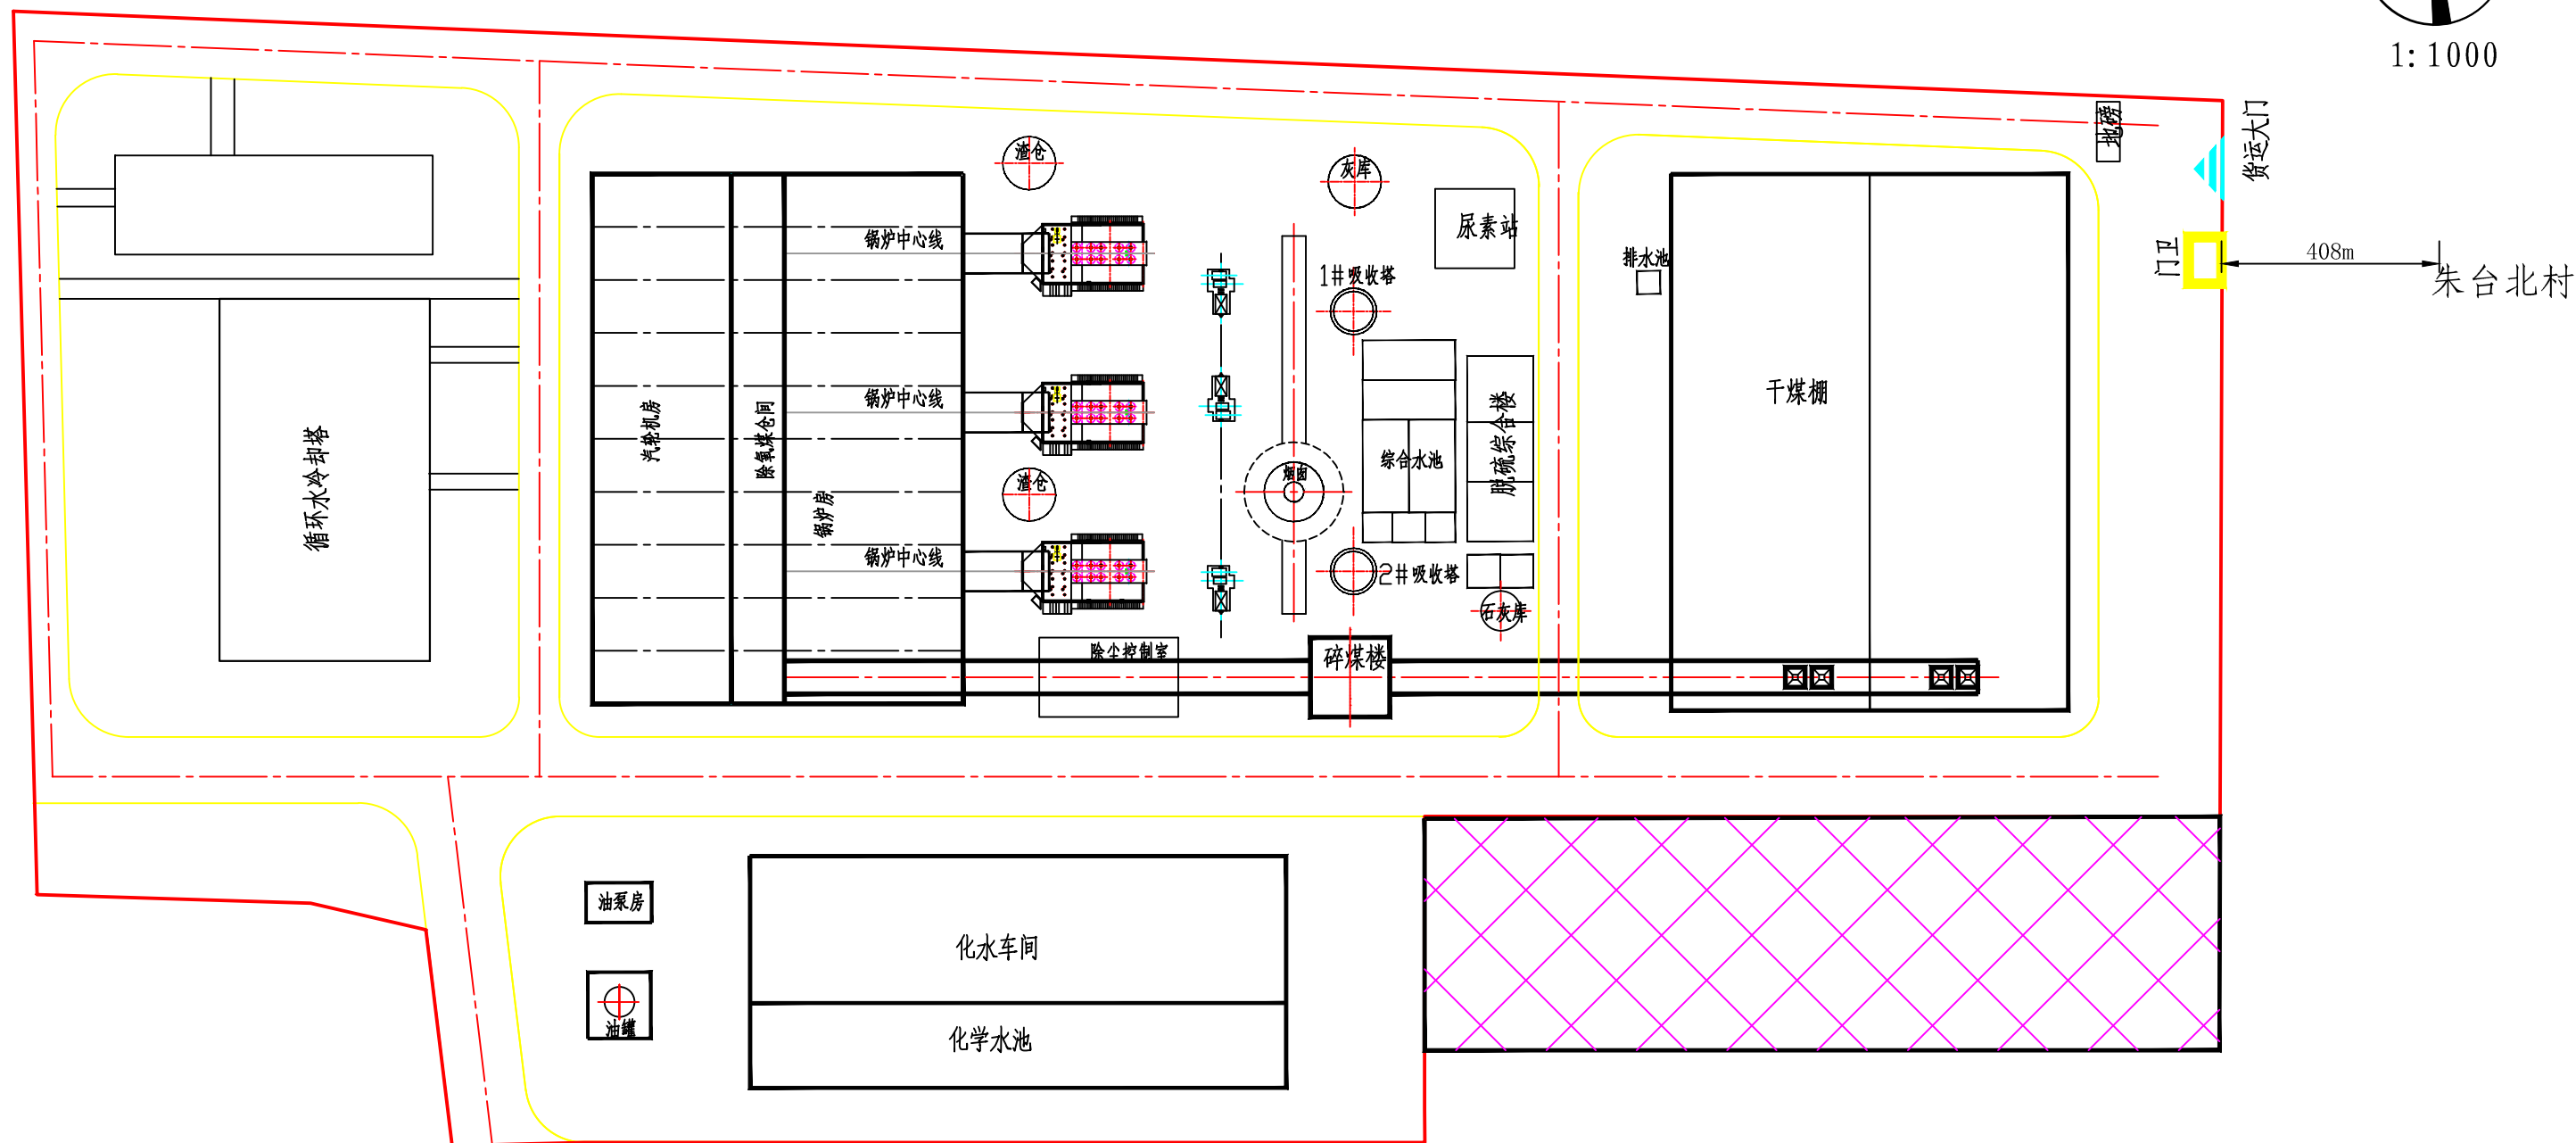 1:1000
地磅
货运大门
渣仓
灰库
尿素站
锅炉中心线
门卫
408m
朱台北村
排水池
1#吸收塔
干煤棚
锅炉中心线
汽轮机房
除氧煤仓间
循环水冷却塔
脱硫综合楼
综合水池
渣仓
烟囱
锅炉房
锅炉中心线
2#吸收塔
石灰库
除尘控制室
碎煤楼
油泵房
化水车间
油罐
化学水池